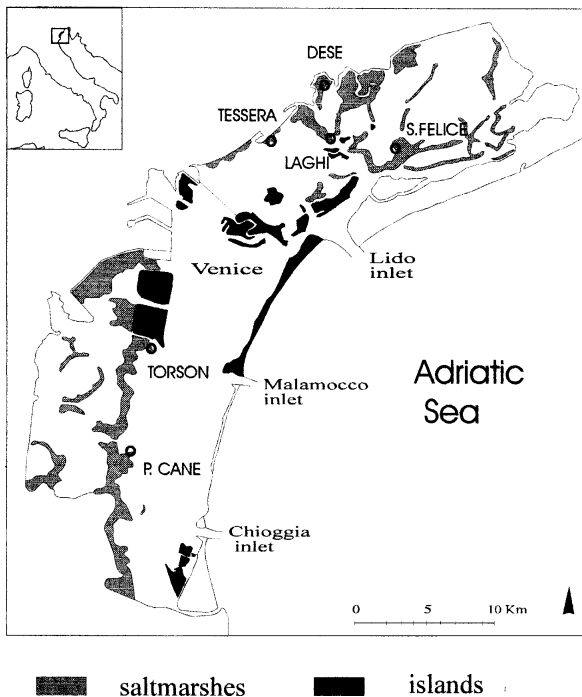 DESE
TESSERA
S.FELICE
LAGHI
Venice
Lido
inlet
TORSON
Malamocco
inlet
Adriatic
Sea
P. CANE
Chioggia
inlet
0 5 10 Km
saltmarshes islands